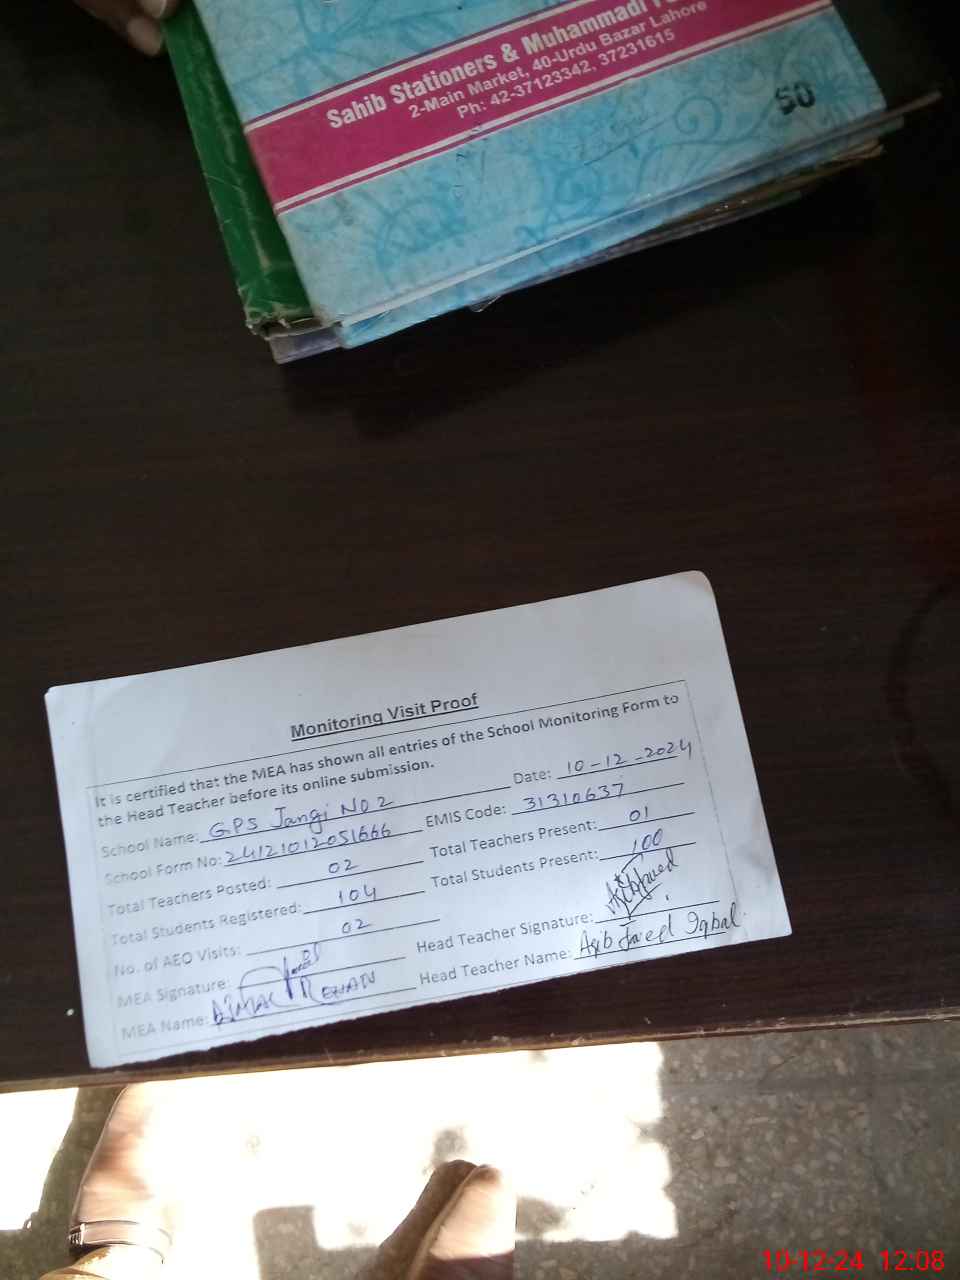 Sahib Stationers & Muhammadi
2-Main Market, 40-Urdu Bazar Lahore
Ph: 42-37123342, 37231615
50
Monitoring Visit Proof
It is certified that the MEA has shown all entries of the School Monitoring Form to
the Head Teacher before its online submission.
School Name: GPS Jangi No 2 Date: 10-12-2024
School Form No: 24121012051666 EMIS Code: 31310637
Total Teachers Posted: 02 Total Teachers Present: 01
Total Students Registered: 104 Total Students Present: 100
No. of AEO Visits: 02
MEA Signature: Head Teacher Signature:
MEA Name: Head Teacher Name: Aqib Javed Iqbal
10-12-24 12:08